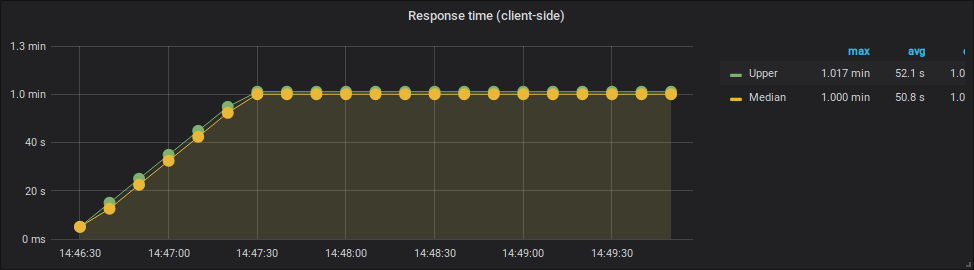 Response time (client-side)
1.3 min
1.0 min
40 s
20 s
0 ms
14:46:30 14:47:00 14:47:30 14:48:00 14:48:30 14:49:00 14:49:30
max avg
Upper 1.017 min 52.1 s 1.0
Median 1.000 min 50.8 s 1.0